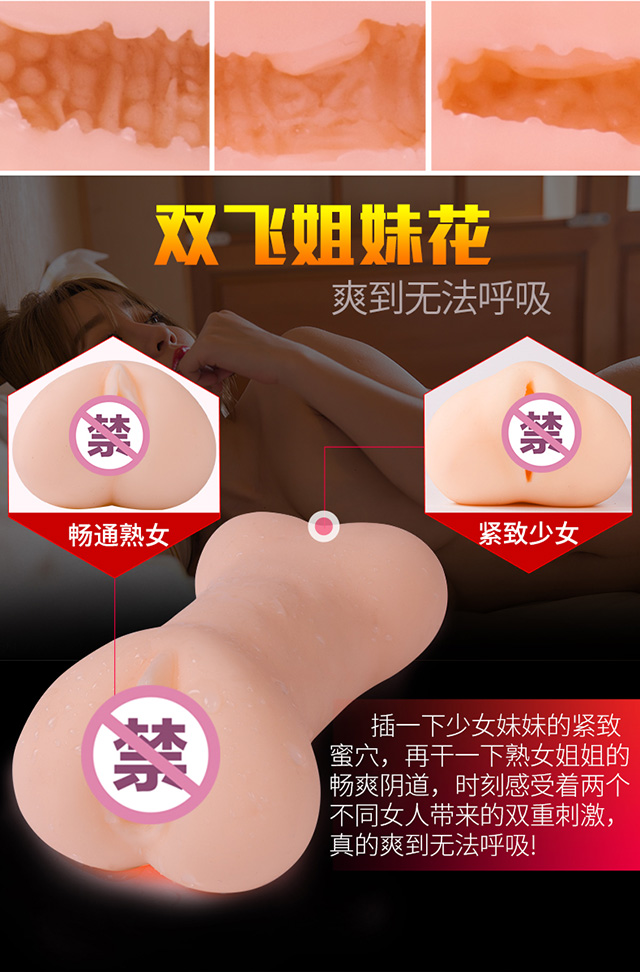 双飞姐妹花
爽到无法呼吸
禁
禁
畅通熟女
紧致少女
禁
插一下少女妹妹的紧致
蜜穴，再干一下熟女姐姐的
畅爽阴道，时刻感受着两个
不同女人带来的双重刺激，
真的爽到无法呼吸!